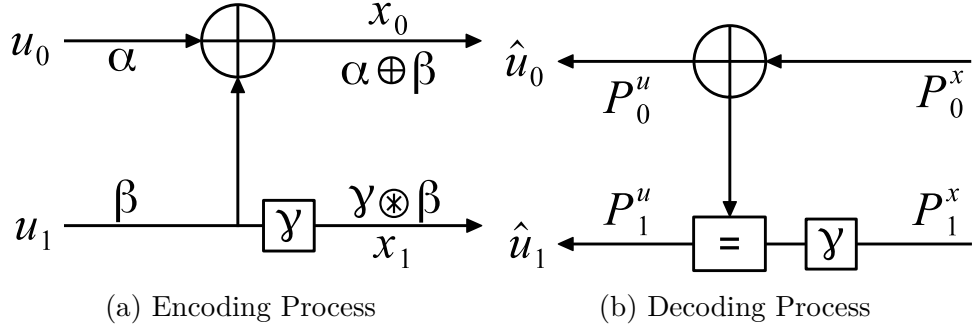 u₀ α x₀ α⊕β
β
u₁ γ γ⊛β x₁
û₀ P₀ᵘ P₀ˣ
P₁ᵘ P₁ˣ
û₁ = γ
(a) Encoding Process
(b) Decoding Process